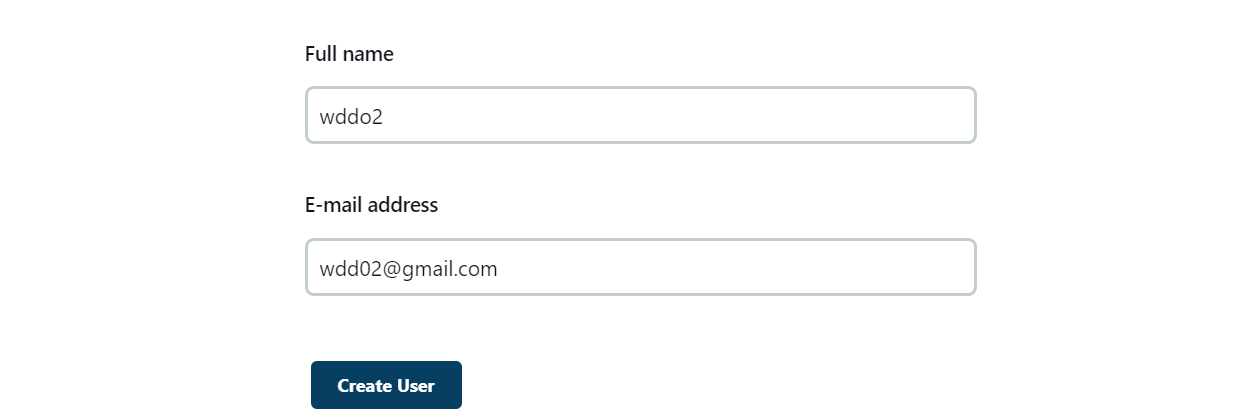 Full name
wddo2
E-mail address
wdd02@gmail.com
Create User